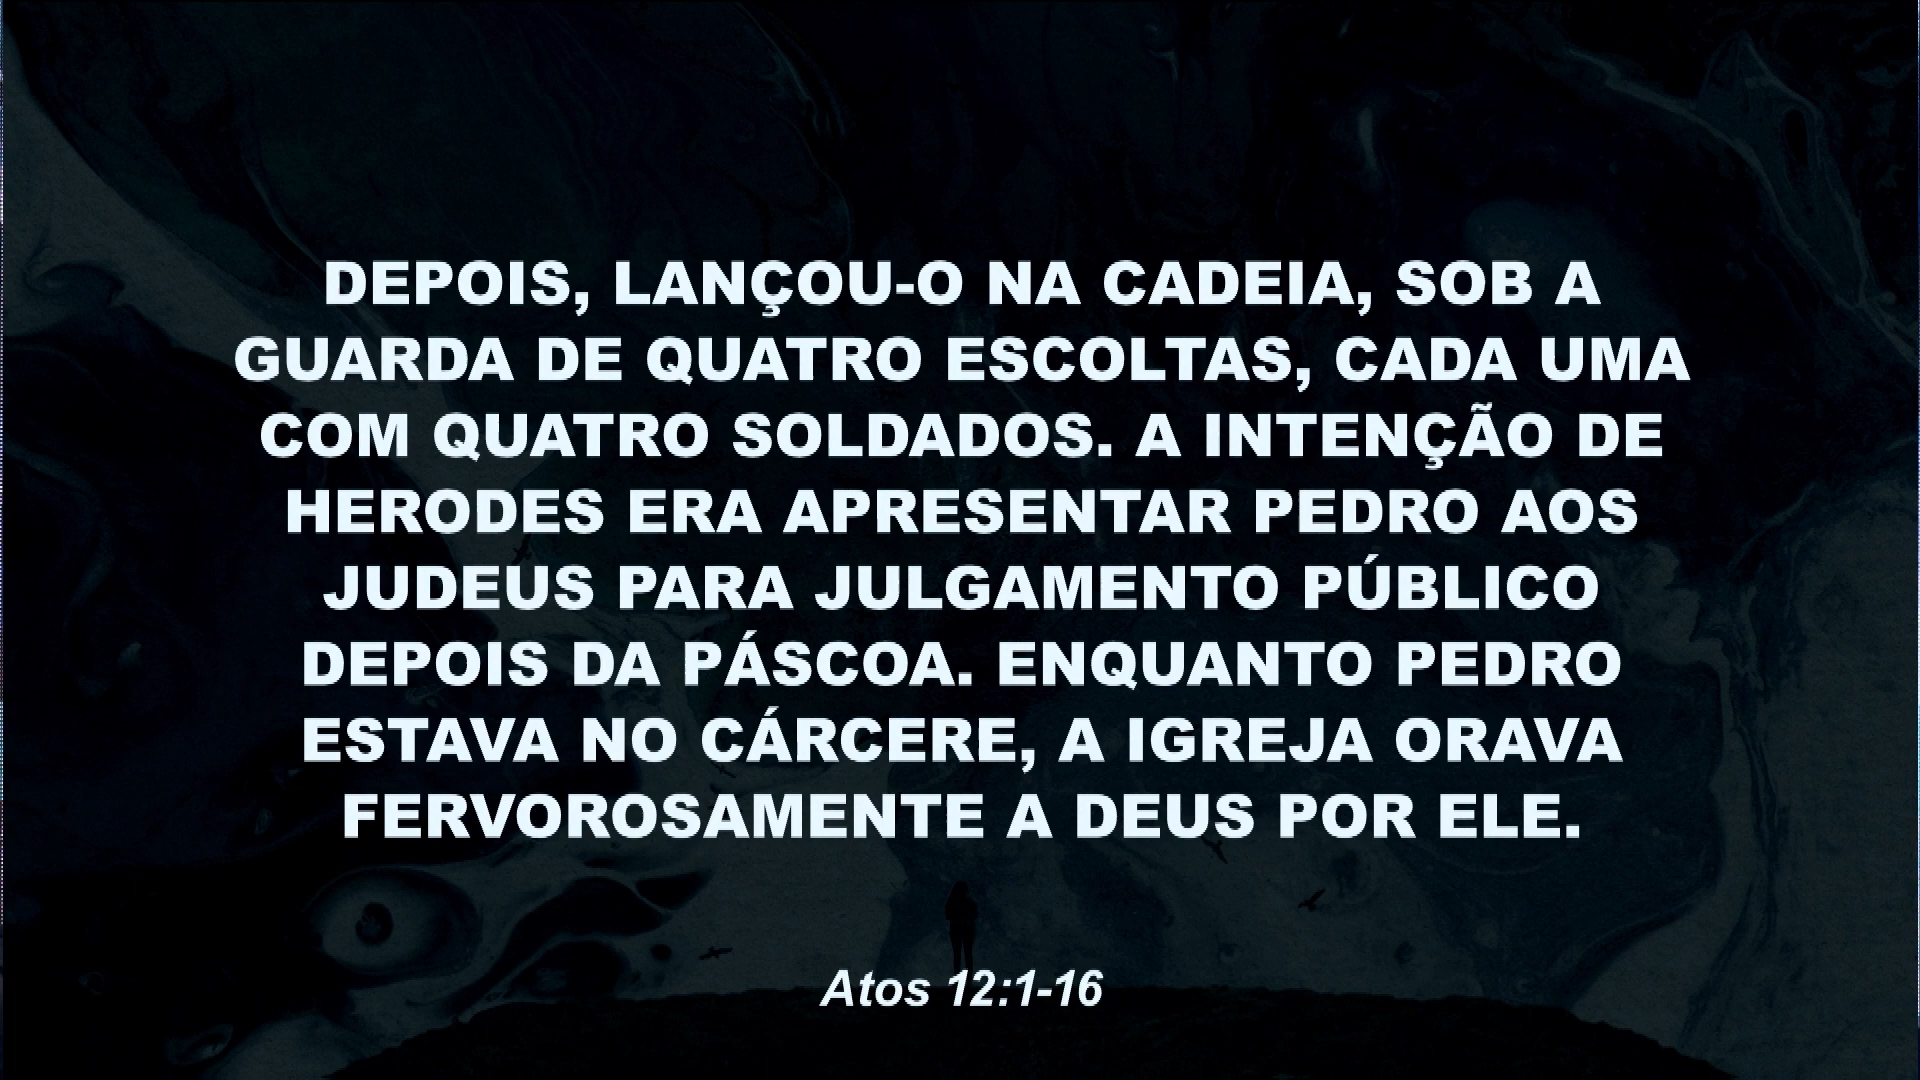 DEPOIS, LANÇOU-O NA CADEIA, SOB A
GUARDA DE QUATRO ESCOLTAS, CADA UMA
COM QUATRO SOLDADOS. A INTENÇÃO DE
HERODES ERA APRESENTAR PEDRO AOS
JUDEUS PARA JULGAMENTO PÚBLICO
DEPOIS DA PÁSCOA. ENQUANTO PEDRO
ESTAVA NO CÁRCERE, A IGREJA ORAVA
FERVOROSAMENTE A DEUS POR ELE.
Atos 12:1-16